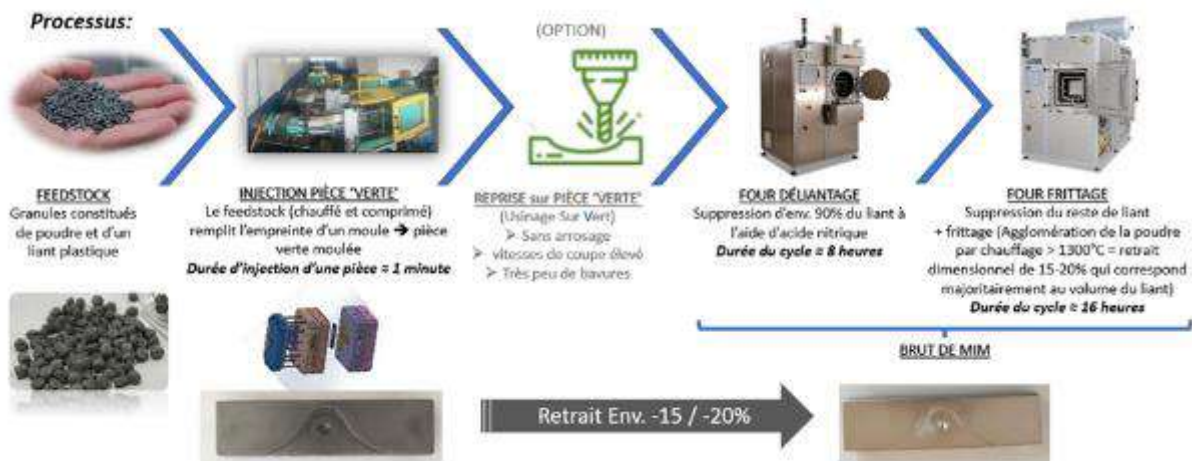 Processus:
(OPTION)
FEEDSTOCK
Granules constitués
de poudre et d'un
liant plastique
INJECTION PIÈCE "VERTE"
Le feedstock (chauffé et comprimé)
remplit l'empreinte d'un moule → pièce
verte moulée
Durée d'injection d'une pièce ≈ 1 minute
REPRISE sur PIÈCE "VERTE"
(Usinage Sur Vert)
➤ Sans arrosage
➤ vitesses de coupe élevé
➤ Très peu de bavures
FOUR DÉLIANTAGE
Suppression d'env. 90% du liant à
l'aide d'acide nitrique
Durée du cycle ≈ 8 heures
FOUR FRITTAGE
Suppression du reste de liant
+ frittage (Agglomération de la poudre
par chauffage > 1300°C = retrait
dimensionnel de 15-20% qui correspond
majoritairement au volume du liant)
Durée du cycle ≈ 16 heures
BRUT DE MIM
Retrait Env. -15 / -20%